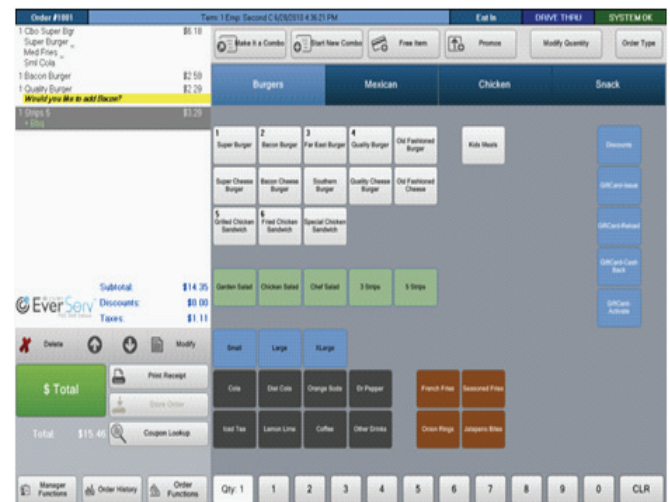 Order #1001
Term: 1 Emp: Second C 6/26/2010 4:36:21 PM
Eat In
DRIVE THRU
SYSTEM OK
1 Cbo Super Bgr $6.18
Super Burger
Med Fries
Sml Cola
1 Bacon Burger $2.59
1 Quality Burger $2.29
Would you like to add Bacon?
1 Strips 5 $3.29
+ Bbq
Make It a Combo
Start New Combo
Free Item
Promos
Modify Quantity
Order Type
Burgers
Mexican
Chicken
Snack
1 Super Burger
2 Bacon Burger
3 Far East Burger
4 Quality Burger
Old Fashioned Burger
Kids Meals
Discounts
Super Cheese Burger
Bacon Cheese Burger
Southern Burger
Quality Cheese Burger
Old Fashioned Cheese
GiftCard-Issue
5 Grilled Chicken Sandwich
6 Fried Chicken Sandwich
Special Chicken Sandwich
GiftCard-Reload
GiftCard-Cash Back
Garden Salad
Chicken Salad
Chef Salad
3 Strips
5 Strips
GiftCard-Activate
EverServ
Subtotal: $14.35
Discounts: $0.00
Taxes: $1.11
Delete
Modify
Small
Large
XLarge
$ Total
Print Receipt
Store Order
Cola
Diet Cola
Orange Soda
Dr Pepper
French Fries
Seasoned Fries
Total: $15.46
Coupon Lookup
Iced Tea
Lemon Lime
Coffee
Other Drinks
Onion Rings
Jalapeno Bites
Manager Functions
Order History
Order Functions
Qty: 1
1
2
3
4
5
6
7
8
9
0
CLR